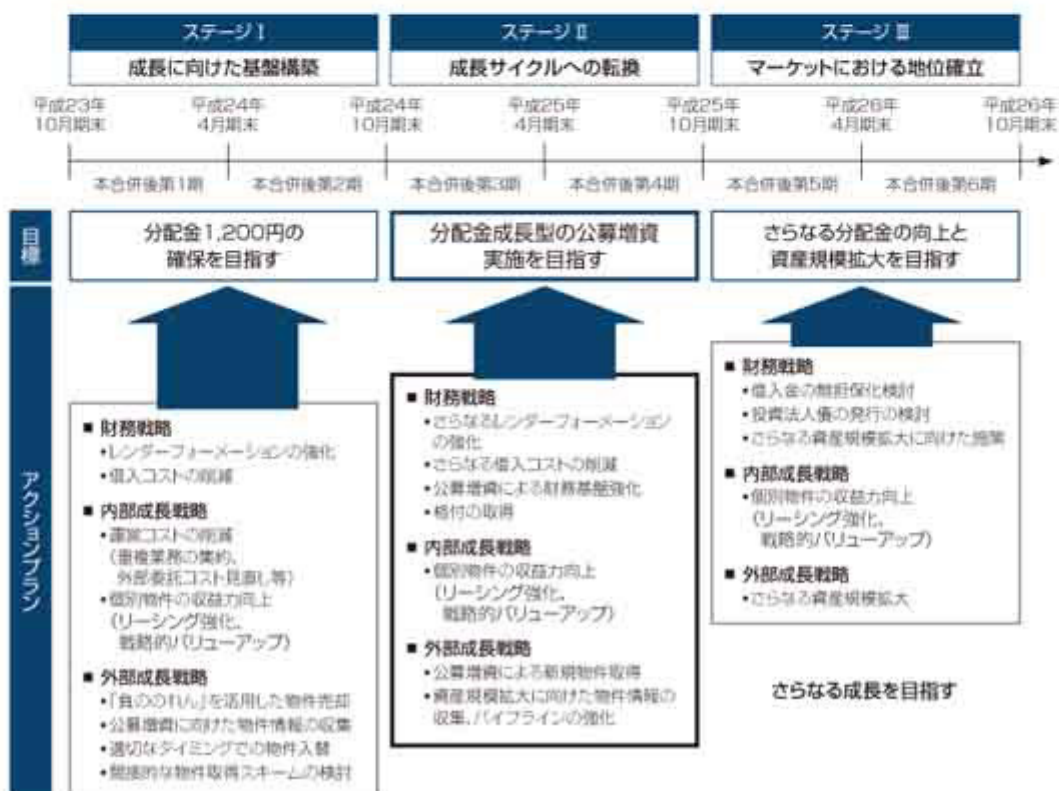 ステージⅠ
成長に向けた基盤構築
ステージⅡ
成長サイクルへの転換
ステージⅢ
マーケットにおける地位確立
平成23年
10月期末
平成24年
4月期末
平成24年
10月期末
平成25年
4月期末
平成25年
10月期末
平成26年
4月期末
平成26年
10月期末
本合併後第1期
本合併後第2期
本合併後第3期
本合併後第4期
本合併後第5期
本合併後第6期
目標
分配金1,200円の
確保を目指す
分配金成長型の公募増資
実施を目指す
さらなる分配金の向上と
資産規模拡大を目指す
アクションプラン
■ 財務戦略
•レンダーフォーメーションの強化
•借入コストの削減
■ 内部成長戦略
•運営コストの削減
(重複業務の集約、
外部委託コスト見直し等)
•個別物件の収益力向上
(リーシング強化、
戦略的バリューアップ)
■ 外部成長戦略
•「負ののれん」を活用した物件売却
•公募増資に向けた物件情報の収集
•適切なタイミングでの物件入替
•間接的な物件取得スキームの検討
■ 財務戦略
•さらなるレンダーフォーメーション
の強化
•さらなる借入コストの削減
•公募増資による財務基盤強化
•格付の取得
■ 内部成長戦略
•個別物件の収益力向上
(リーシング強化、
戦略的バリューアップ)
■ 外部成長戦略
•公募増資による新規物件取得
•資産規模拡大に向けた物件情報の
収集、パイプラインの強化
■ 財務戦略
•借入金の無担保化検討
•投資法人債の発行の検討
•さらなる資産規模拡大に向けた施策
■ 内部成長戦略
•個別物件の収益力向上
(リーシング強化、
戦略的バリューアップ)
■ 外部成長戦略
•さらなる資産規模拡大
さらなる成長を目指す